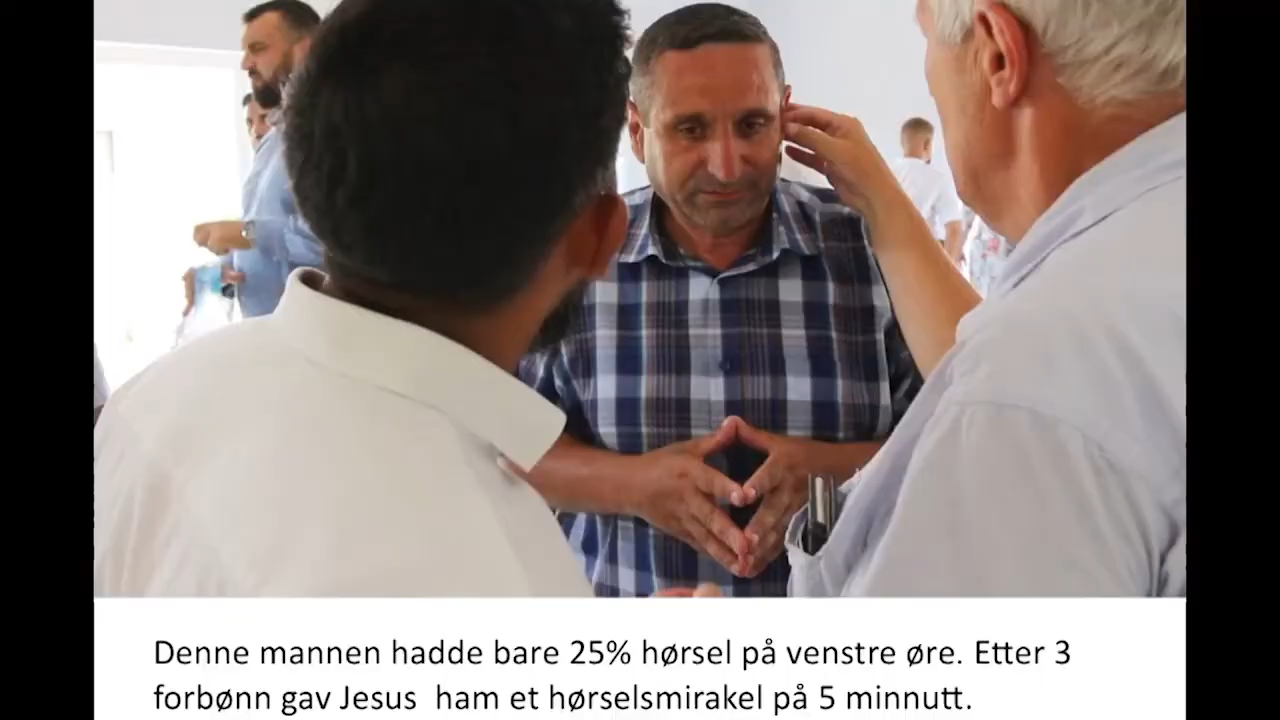 Denne mannen hadde bare 25% hørsel på venstre øre. Etter 3
forbønn gav Jesus  ham et hørselsmirakel på 5 minnutt.